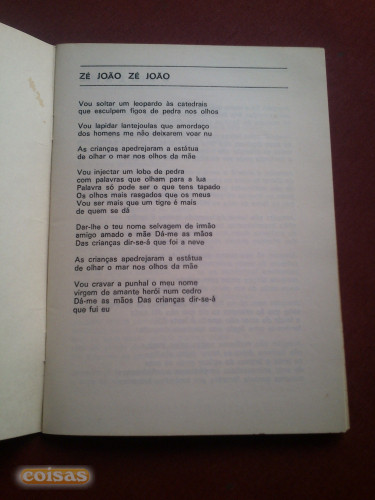 ZÉ JOÃO ZÉ JOÃO
Vou soltar um leopardo às catedrais
que esculpem figos de pedra nos olhos
Vou lapidar lantejoulas que amordaço
dos homens me não deixarem voar nu
As crianças apedrejaram a estátua
de olhar o mar nos olhos da mãe
Vou injectar um lobo de pedra
com palavras que olham para a lua
Palavra só pode ser o que tens tapado
Os olhos mais rasgados que os meus
Vou ser mais que um tigre é mais
de quem se dá
Dar-lhe o teu nome selvagem de irmão
amigo amado e mãe Dá-me as mãos
Das crianças dir-se-á que foi a neve
As crianças apedrejaram a estátua
de olhar o mar nos olhos da mãe
Vou cravar a punhal o meu nome
virgem de amante herói num cedro
Dá-me as mãos Das crianças dir-se-á
que fui eu
coisas